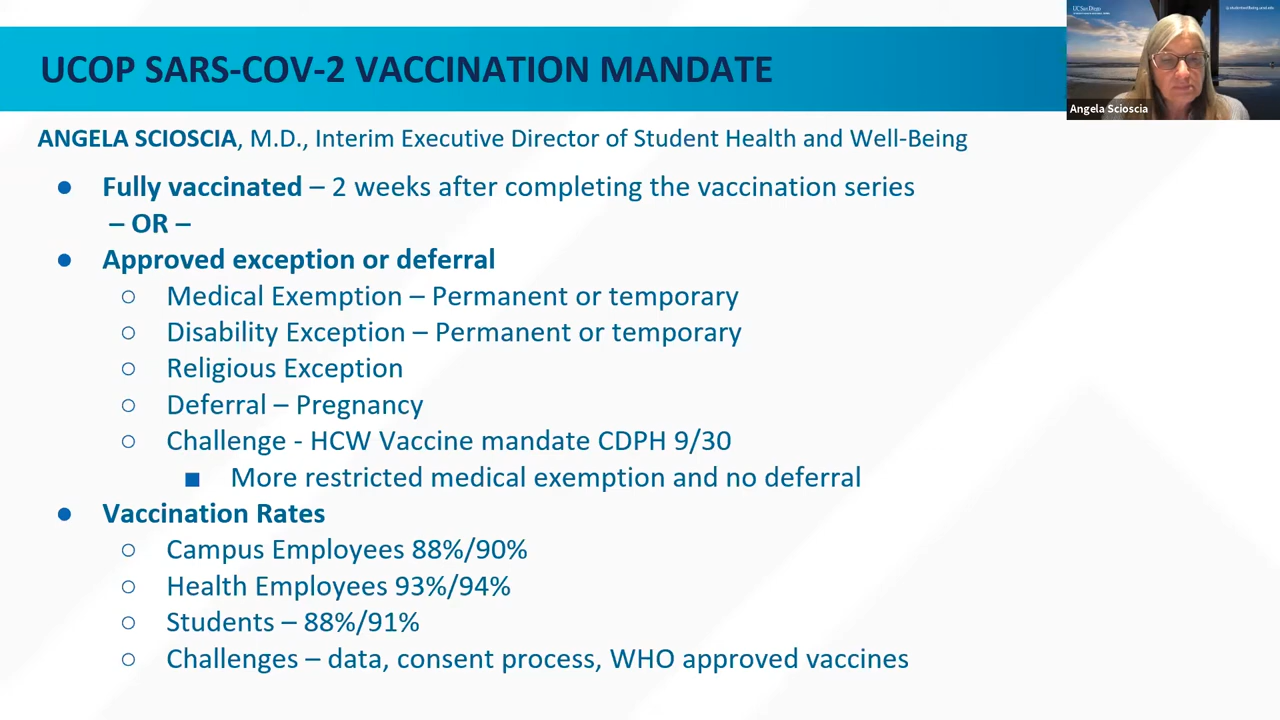 UCOP SARS-COV-2 VACCINATION MANDATE
UC San Diego
Angela Scioscia
ANGELA SCIOSCIA, M.D., Interim Executive Director of Student Health and Well-Being
● Fully vaccinated – 2 weeks after completing the vaccination series
– OR –
● Approved exception or deferral
○ Medical Exemption – Permanent or temporary
○ Disability Exception – Permanent or temporary
○ Religious Exception
○ Deferral – Pregnancy
○ Challenge - HCW Vaccine mandate CDPH 9/30
■ More restricted medical exemption and no deferral
● Vaccination Rates
○ Campus Employees 88%/90%
○ Health Employees 93%/94%
○ Students – 88%/91%
○ Challenges – data, consent process, WHO approved vaccines